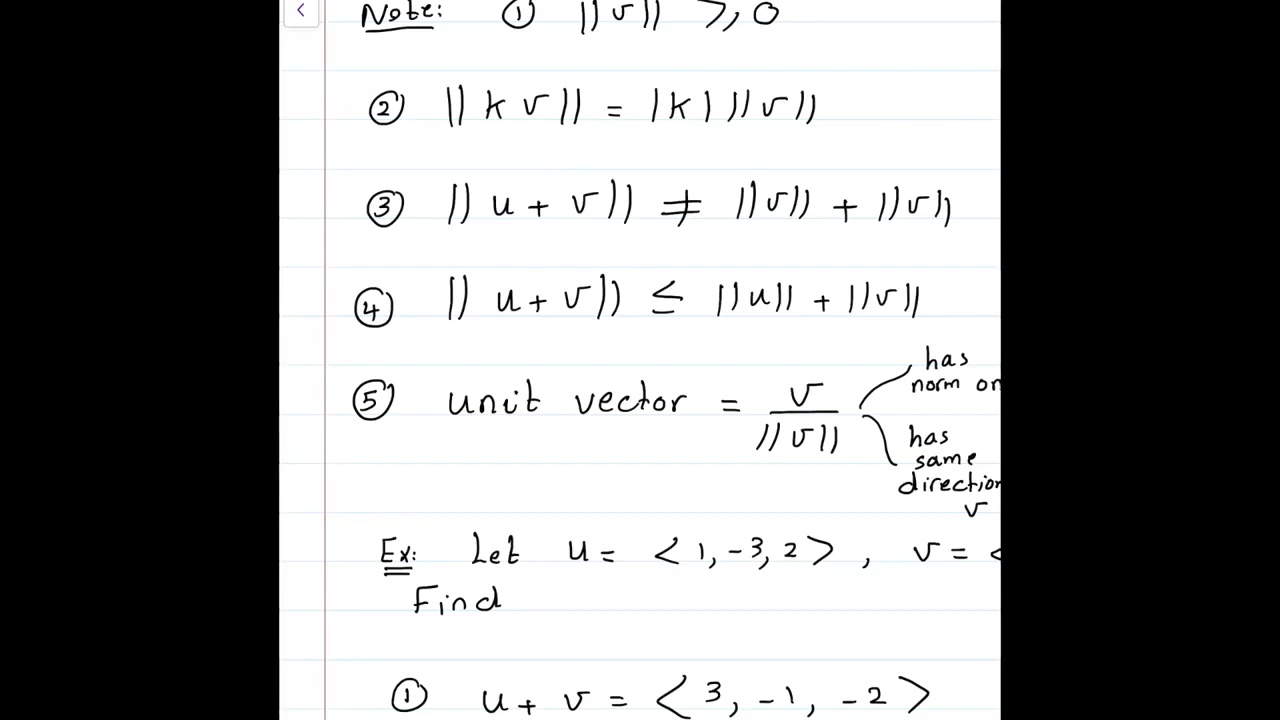 Note: ① ||v|| ≥ 0
② ||k v|| = |k| ||v||
③ ||u + v|| ≠ ||v|| + ||v||
④ ||u + v|| ≤ ||u|| + ||v||
⑤ unit vector = v / ||v||
has
norm on
has
same
direction
v
Ex: Let u = < 1, -3, 2 > , v = <
Find
① u + v = < 3, -1, -2 >